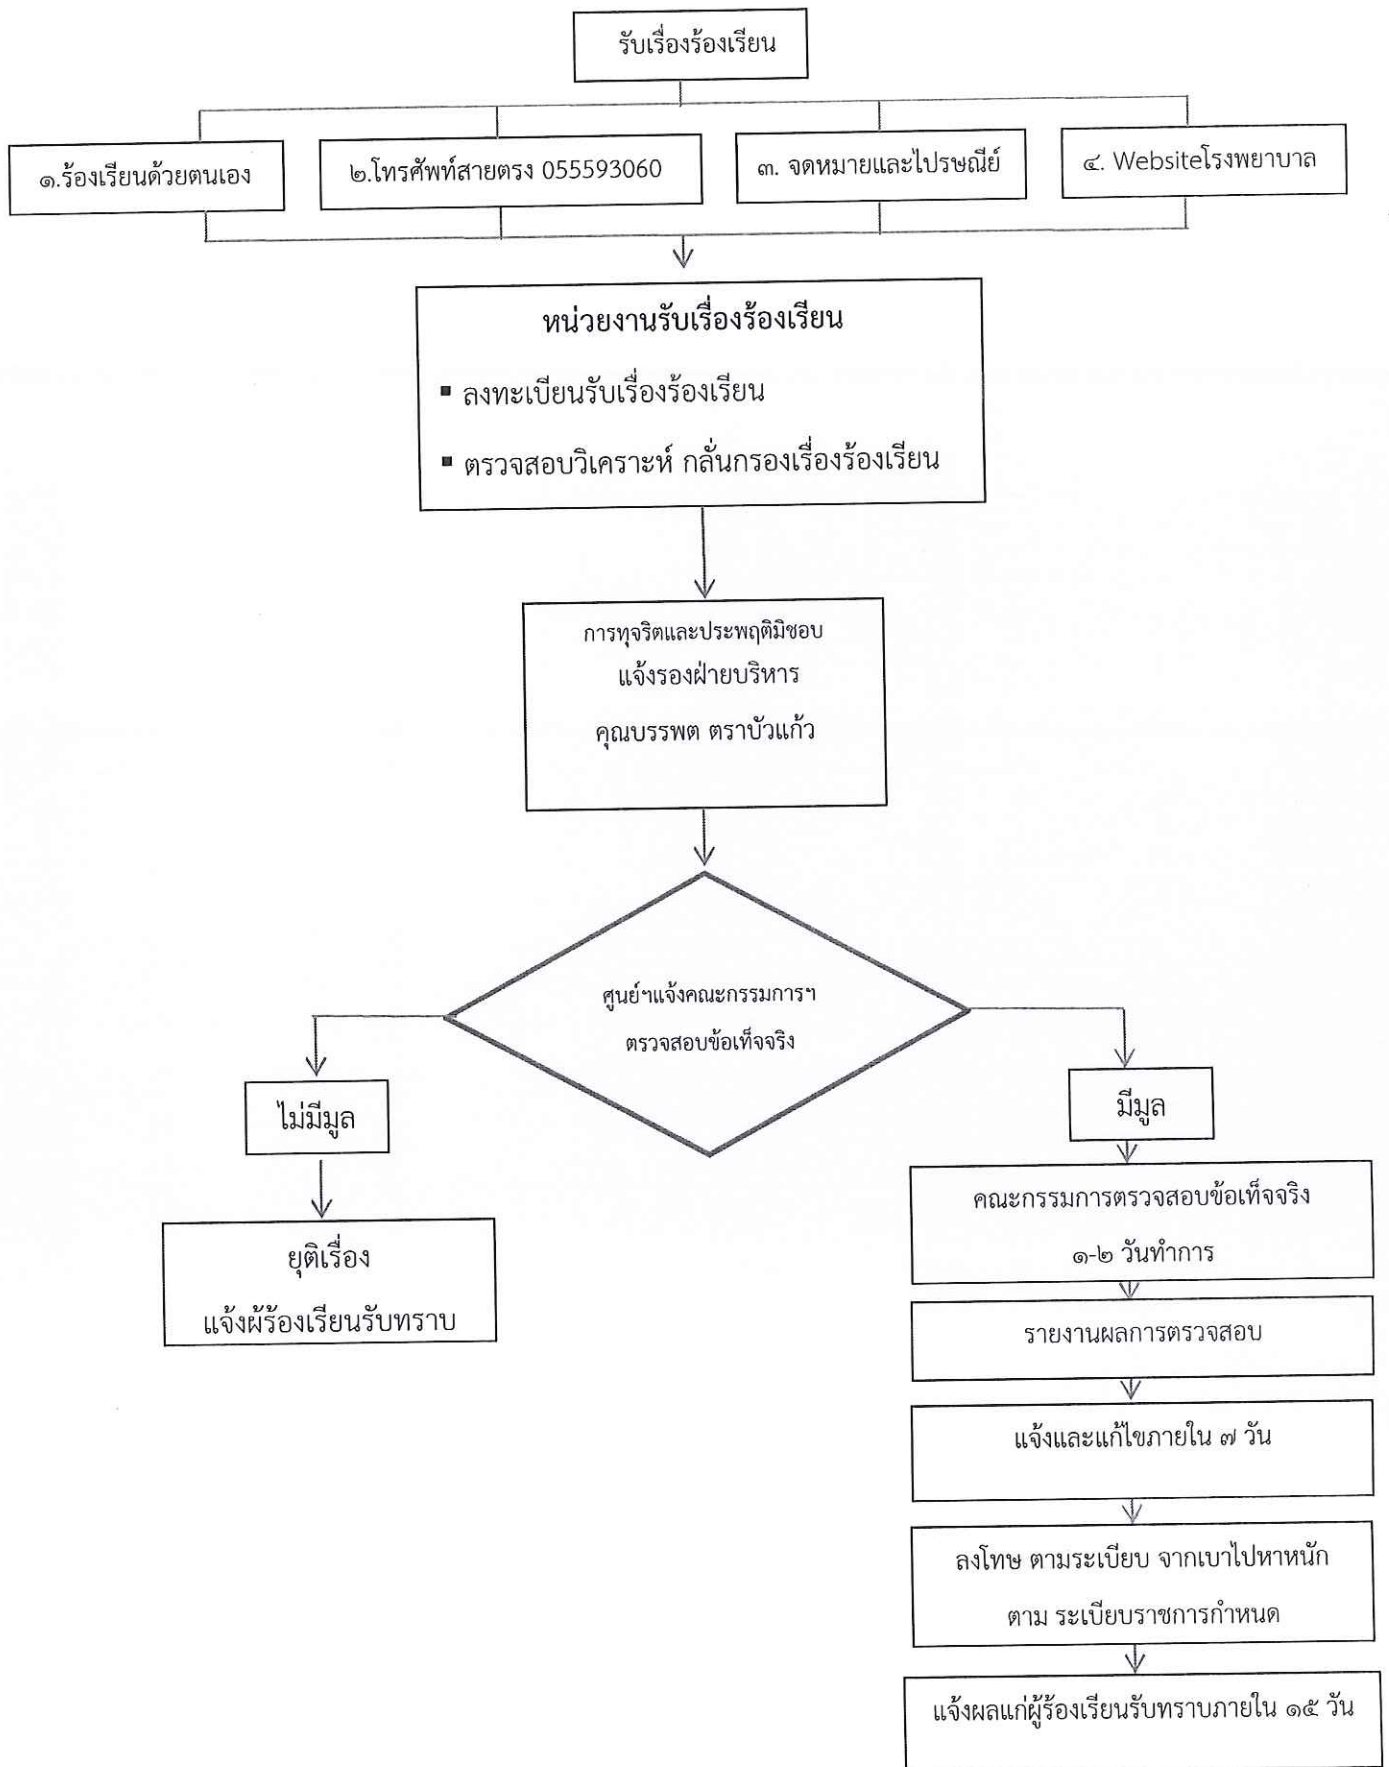 รับเรื่องร้องเรียน
๑.ร้องเรียนด้วยตนเอง
๒.โทรศัพท์สายตรง 055593060
๓. จดหมายและไปรษณีย์
๔. Websiteโรงพยาบาล
หน่วยงานรับเรื่องร้องเรียน
▪ ลงทะเบียนรับเรื่องร้องเรียน
▪ ตรวจสอบวิเคราะห์ กลั่นกรองเรื่องร้องเรียน
การทุจริตและประพฤติมิชอบ
แจ้งรองฝ่ายบริหาร
คุณบรรพต ตราบัวแก้ว
ศูนย์ฯแจ้งคณะกรรมการฯ
ตรวจสอบข้อเท็จจริง
ไม่มีมูล
ยุติเรื่อง
แจ้งผู้ร้องเรียนรับทราบ
มีมูล
คณะกรรมการตรวจสอบข้อเท็จจริง
๑-๒ วันทำการ
รายงานผลการตรวจสอบ
แจ้งและแก้ไขภายใน ๗ วัน
ลงโทษ ตามระเบียบ จากเบาไปหาหนัก
ตาม ระเบียบราชการกำหนด
แจ้งผลแก่ผู้ร้องเรียนรับทราบภายใน ๑๕ วัน